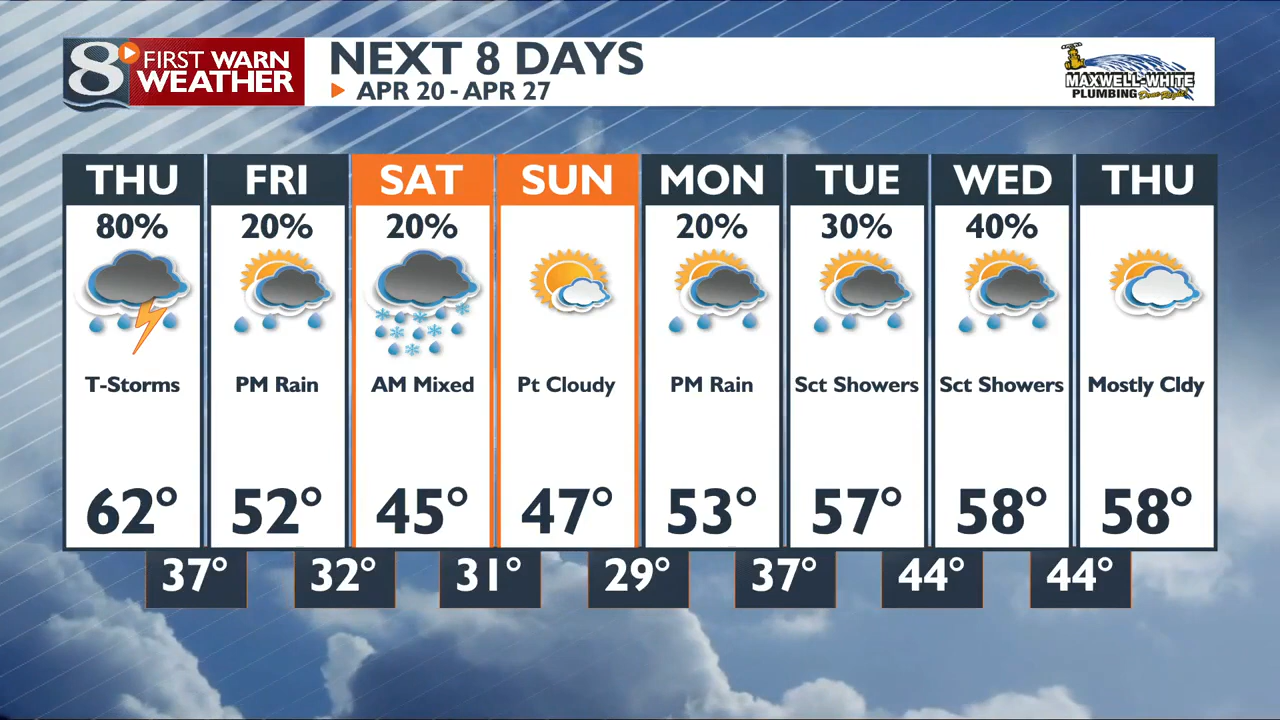 8 FIRST WARN
WEATHER
NEXT 8 DAYS
APR 20 - APR 27
MAXWELL-WHITE
PLUMBING
THU FRI SAT SUN MON TUE WED THU
80% 20% 20% 20% 30% 40%
T-Storms PM Rain AM Mixed Pt Cloudy PM Rain Sct Showers Sct Showers Mostly Cldy
62° 52° 45° 47° 53° 57° 58° 58°
37° 32° 31° 29° 37° 44° 44°